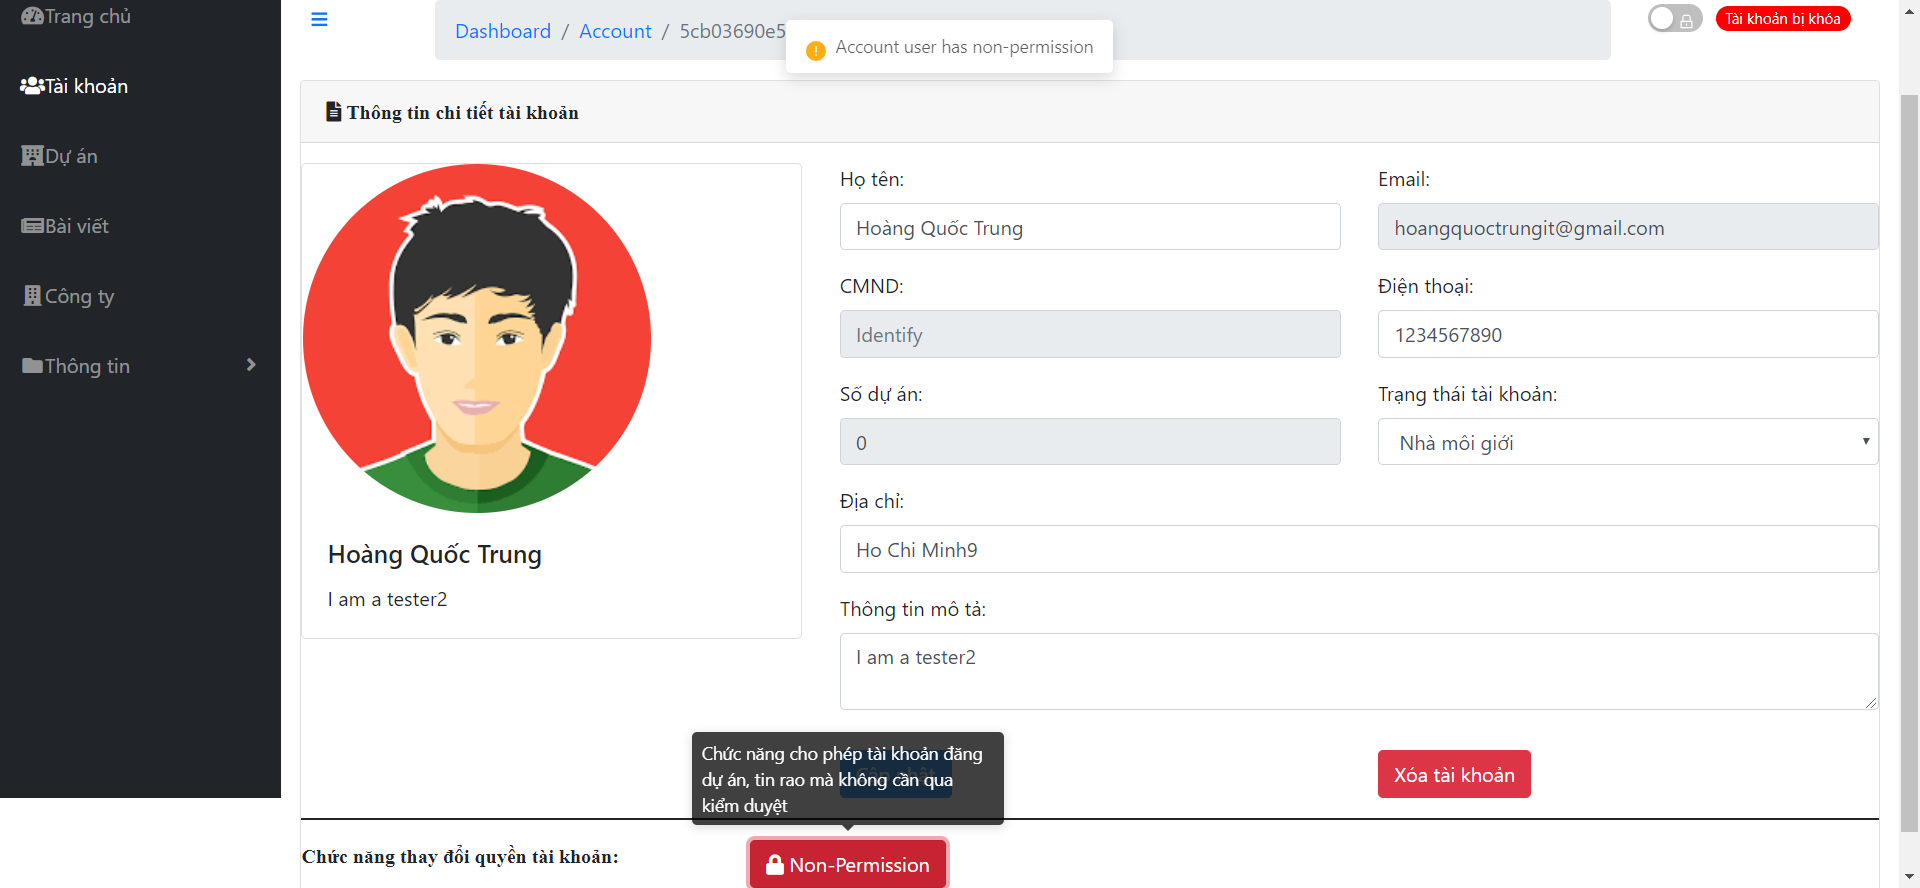 Trang chủ
Tài khoản
Dự án
Bài viết
Công ty
Thông tin
Dashboard / Account / 5cb03690e5
Account user has non-permission
Tài khoản bị khóa
Thông tin chi tiết tài khoản
Hoàng Quốc Trung
I am a tester2
Họ tên:
Hoàng Quốc Trung
Email:
hoangquoctrungit@gmail.com
CMND:
Identify
Điện thoại:
1234567890
Số dự án:
0
Trạng thái tài khoản:
Nhà môi giới
Địa chỉ:
Ho Chi Minh9
Thông tin mô tả:
I am a tester2
Chức năng cho phép tài khoản đăng
dự án, tin rao mà không cần qua
kiểm duyệt
Xóa tài khoản
Chức năng thay đổi quyền tài khoản:
Non-Permission